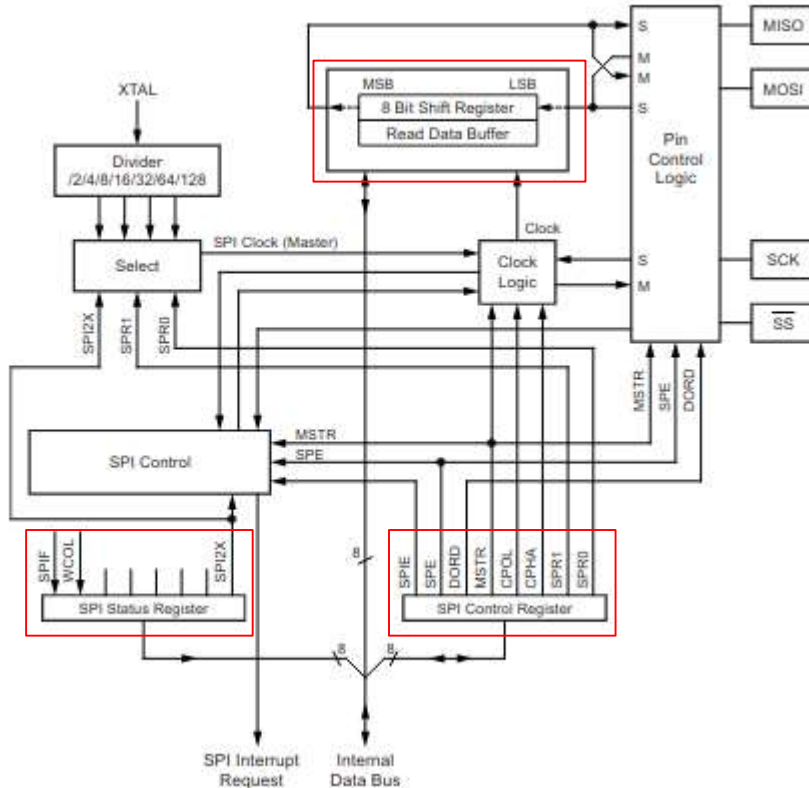 S
MISO
MSB LSB
M
XTAL
8 Bit Shift Register
M
MOSI
S
Read Data Buffer
Pin
Control
Logic
Divider
/2/4/8/16/32/64/128
Clock
SPI Clock (Master)
S
SCK
Select
Clock
Logic
M
SS
SPI2X
SPR1
SPR0
MSTR
SPE
DORD
MSTR
SPI Control
SPE
SPIF
WCOL
SPI2X
8
SPIE
SPE
DORD
MSTR
CPOL
CPHA
SPR1
SPR0
SPI Status Register
SPI Control Register
8 8
SPI Interrupt
Request
Internal
Data Bus